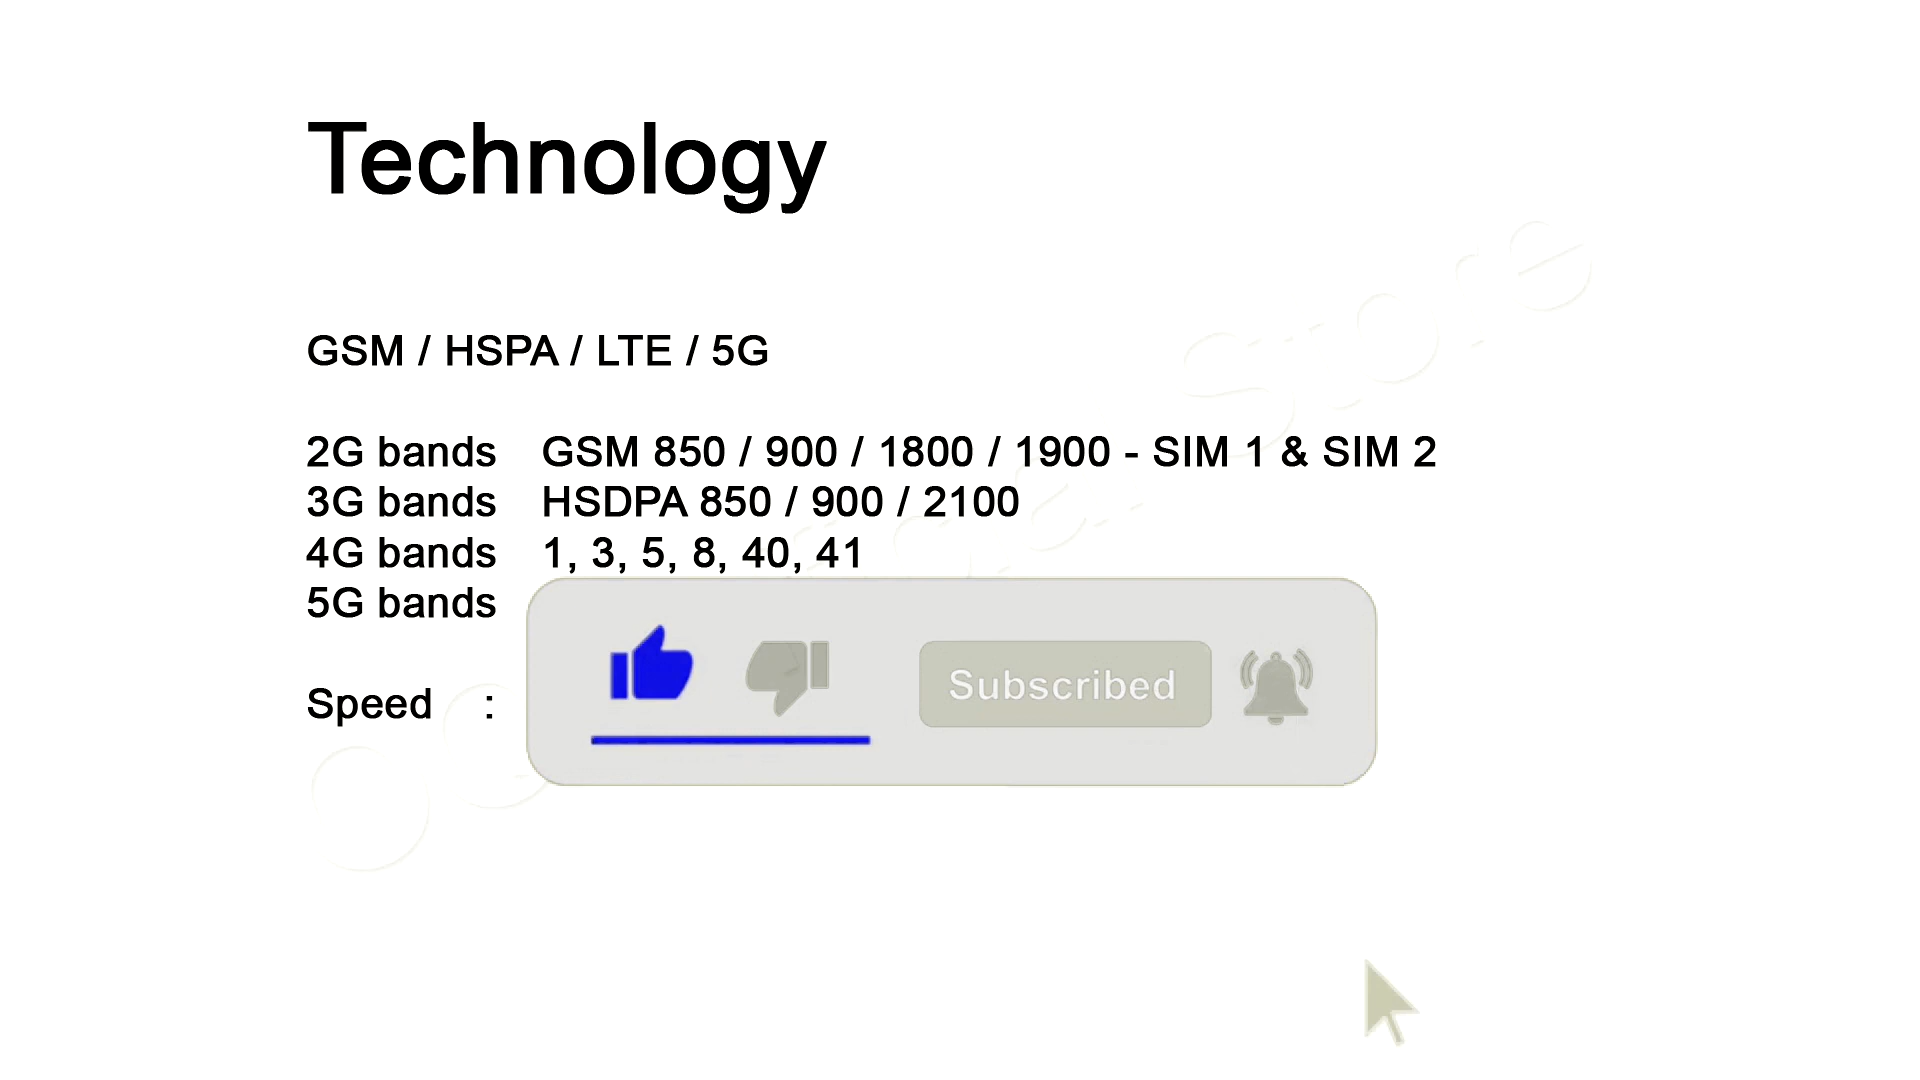 Technology
GSM / HSPA / LTE / 5G
2G bands GSM 850 / 900 / 1800 / 1900 - SIM 1 & SIM 2
3G bands HSDPA 850 / 900 / 2100
4G bands 1, 3, 5, 8, 40, 41
5G bands
Speed :
Subscribed